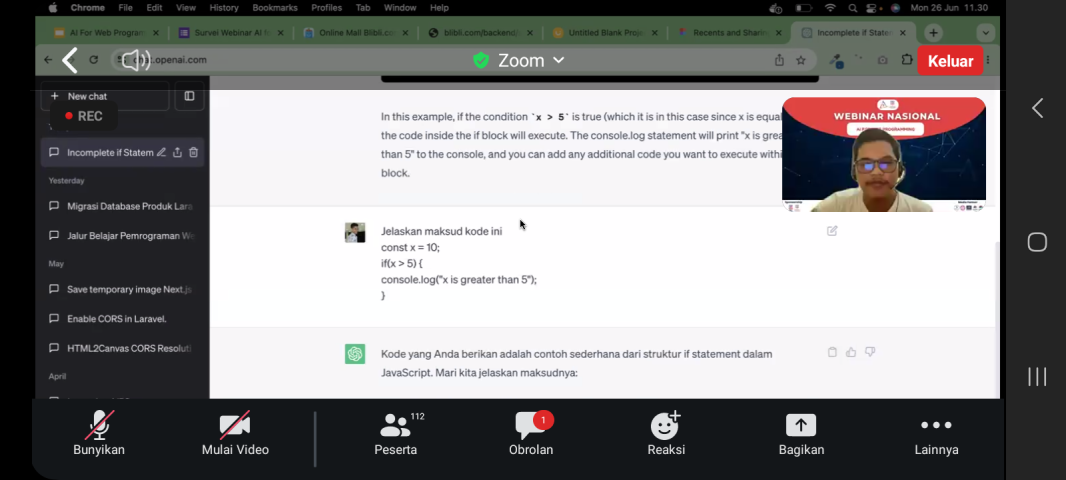 Chrome File Edit View History Bookmarks Profiles Tab Window Help Mon 26 Jun 11.30
AI For Web Program Survei Webinar AI Online Mall Blibli.co blibli.com/backend Untitled Blank Proj Recents and Share Incomplete if State
.openai.com
Zoom
Keluar
New chat
REC
Incomplete if Statem
Yesterday
Migrasi Database Produk Lara
Jalur Belajar Pemrograman We
May
Save temporary image Next.js
Enable CORS in Laravel.
HTML2Canvas CORS Resoluti
April
In this example, if the condition `x > 5` is true (which it is in this case since x is equal
the code inside the if block will execute. The console.log statement will print "x is grea
than 5" to the console, and you can add any additional code you want to execute withi
block.
WEBINAR NASIONAL
Jelaskan maksud kode ini
const x = 10;
if(x > 5) {
console.log("x is greater than 5");
}
Kode yang Anda berikan adalah contoh sederhana dari struktur if statement dalam
JavaScript. Mari kita jelaskan maksudnya:
112
1
Bunyikan Mulai Video Peserta Obrolan Reaksi Bagikan Lainnya